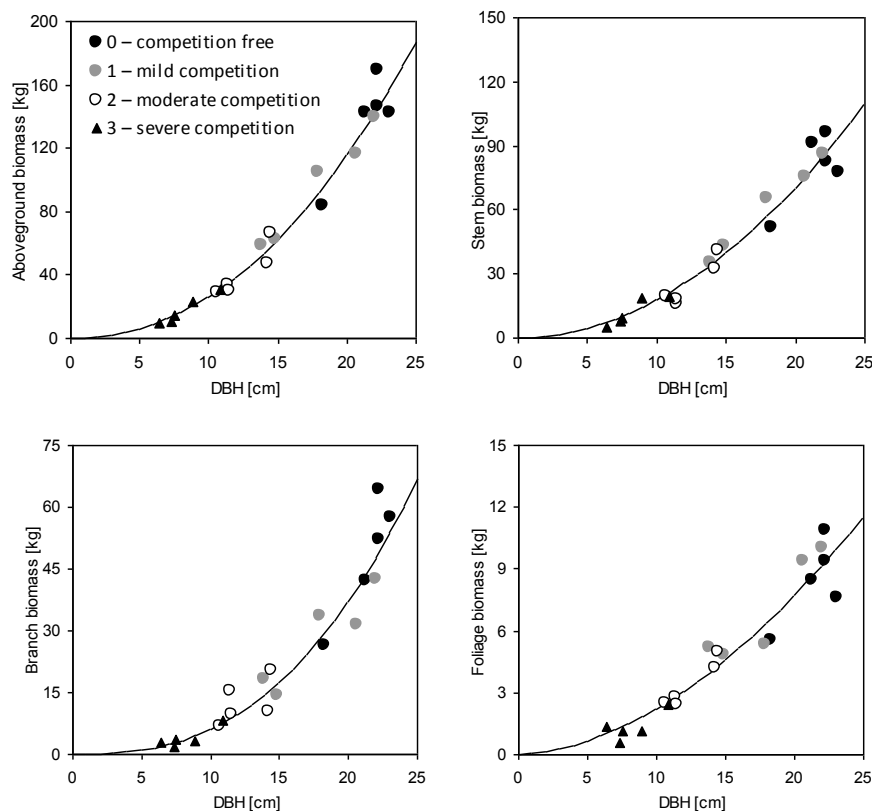 200
160
120
80
40
0
Aboveground biomass [kg]
0 – competition free
1 – mild competition
2 – moderate competition
3 – severe competition
0 5 10 15 20 25
DBH [cm]
150
120
90
60
30
0
Stem biomass [kg]
0 5 10 15 20 25
DBH [cm]
75
60
45
30
15
0
Branch biomass [kg]
0 5 10 15 20 25
DBH [cm]
15
12
9
6
3
0
Foliage biomass [kg]
0 5 10 15 20 25
DBH [cm]